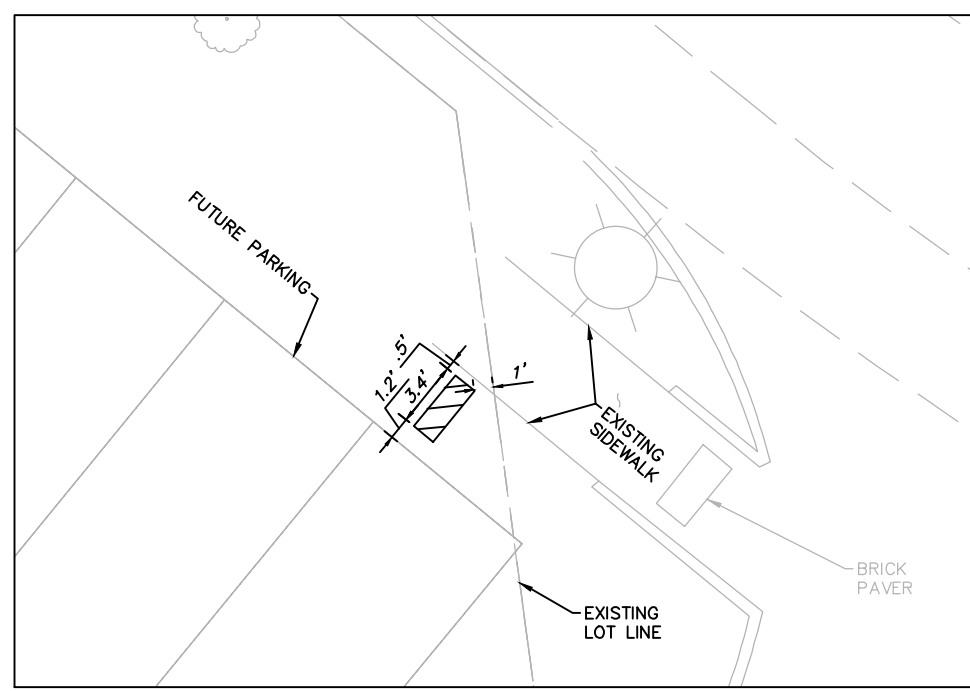 FUTURE PARKING
.5'
1.2'
3.4'
1'
EXISTING
SIDEWALK
BRICK
PAVER
EXISTING
LOT LINE